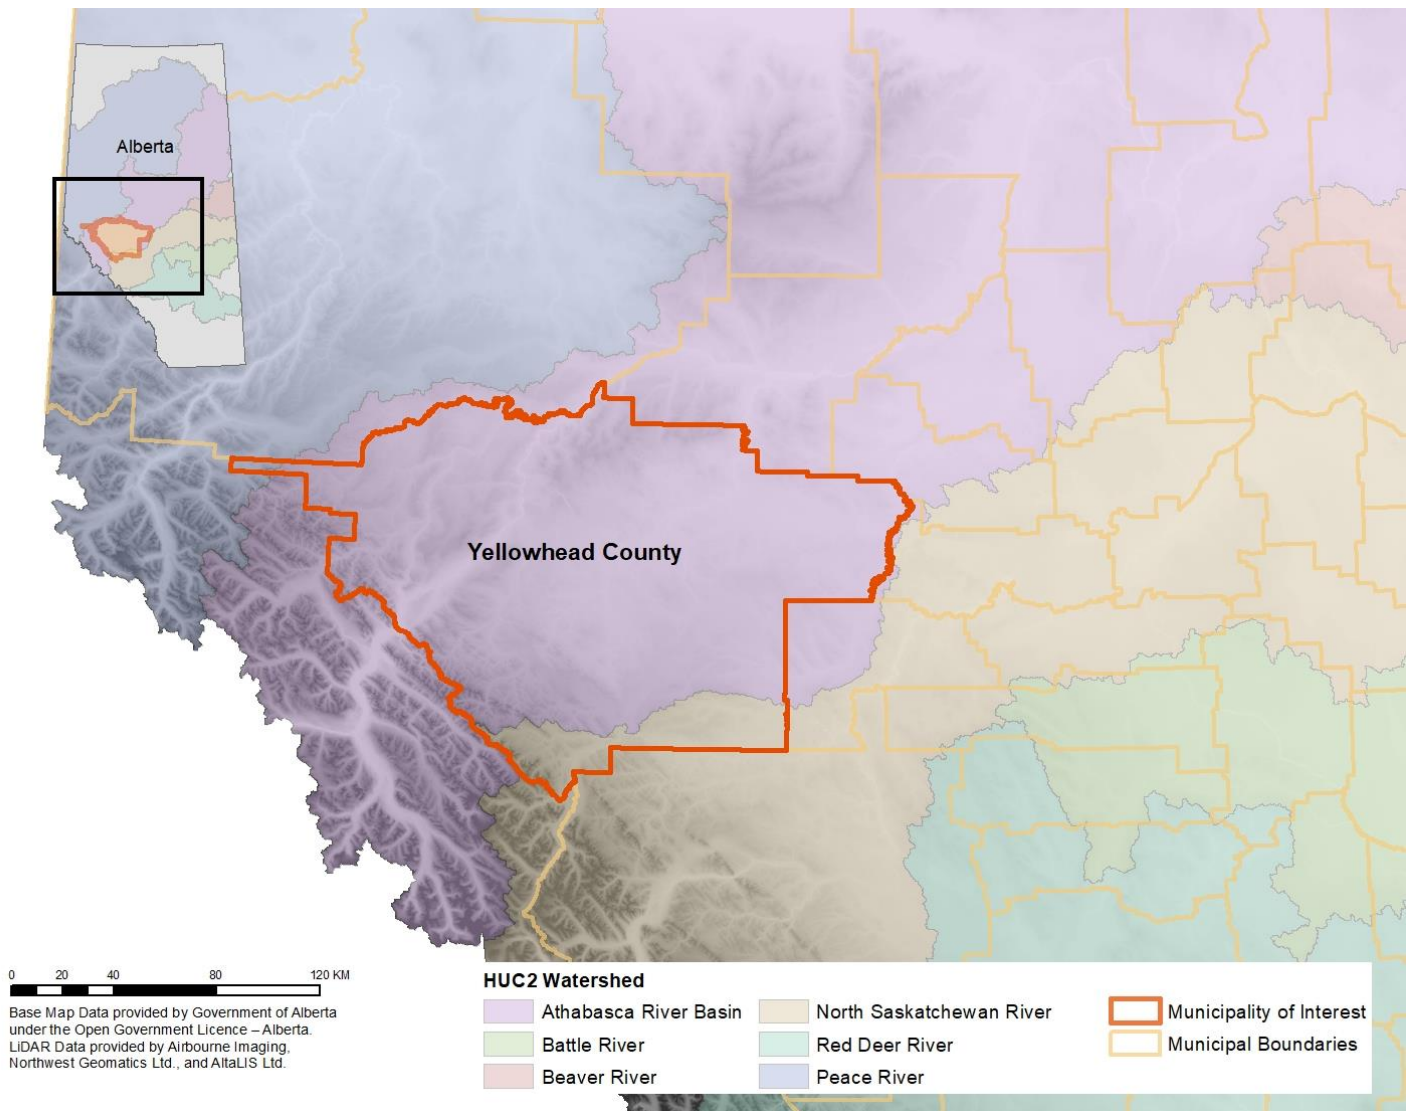 Alberta
Yellowhead County
0 20 40 80 120 KM
Base Map Data provided by Government of Alberta
under the Open Government Licence – Alberta.
LiDAR Data provided by Airbourne Imaging,
Northwest Geomatics Ltd., and AltaLIS Ltd.
HUC2 Watershed
Athabasca River Basin
Battle River
Beaver River
North Saskatchewan River
Red Deer River
Peace River
Municipality of Interest
Municipal Boundaries